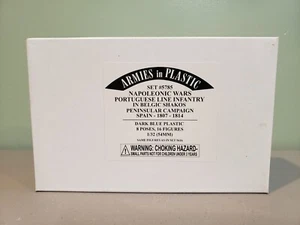 ARMIES in PLASTIC
SET #5785
NAPOLEONIC WARS
PORTUGUESE LINE INFANTRY
IN BELGIC SHAKOS
PENINSULAR CAMPAIGN
SPAIN - 1807 - 1814
DARK BLUE PLASTIC
8 POSES, 16 FIGURES
1/32 (54MM)
WARNING: CHOKING HAZARD-
SMALL PARTS NOT FOR CHILDREN UNDER 3 YEARS